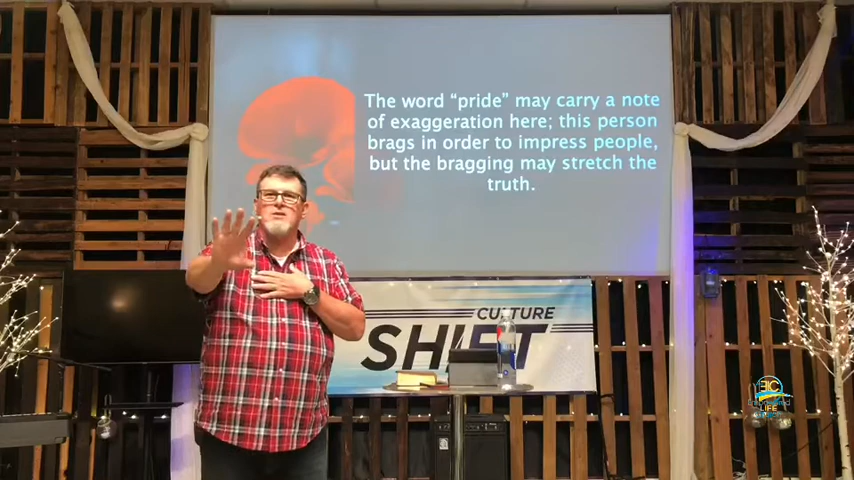 The word “pride” may carry a note
of exaggeration here; this person
brags in order to impress people,
but the bragging may stretch the
truth.
CULTURE
SHIFT
LIFE